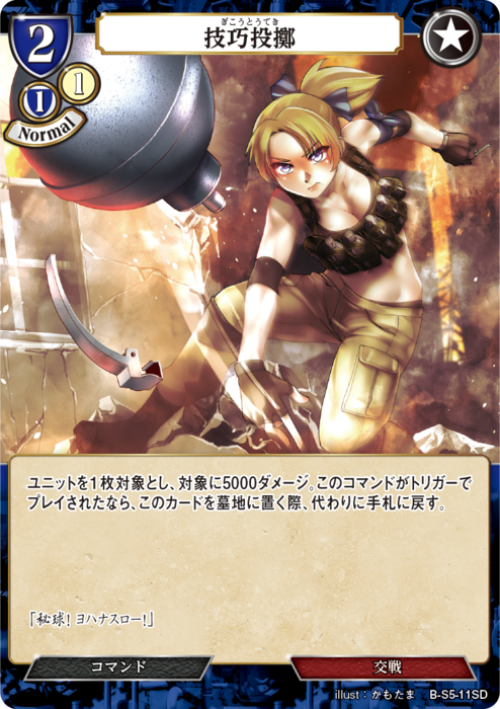 ぎこうとうてき
技巧投擲
2
1
1
Normal
ユニットを1枚対象とし、対象に5000ダメージ。このコマンドがトリガーで
プレイされたなら、このカードを墓地に置く際、代わりに手札に戻す。
「秘球！ヨハナスロー！」
コマンド
交戦
illust：かもたま B-S5-11SD